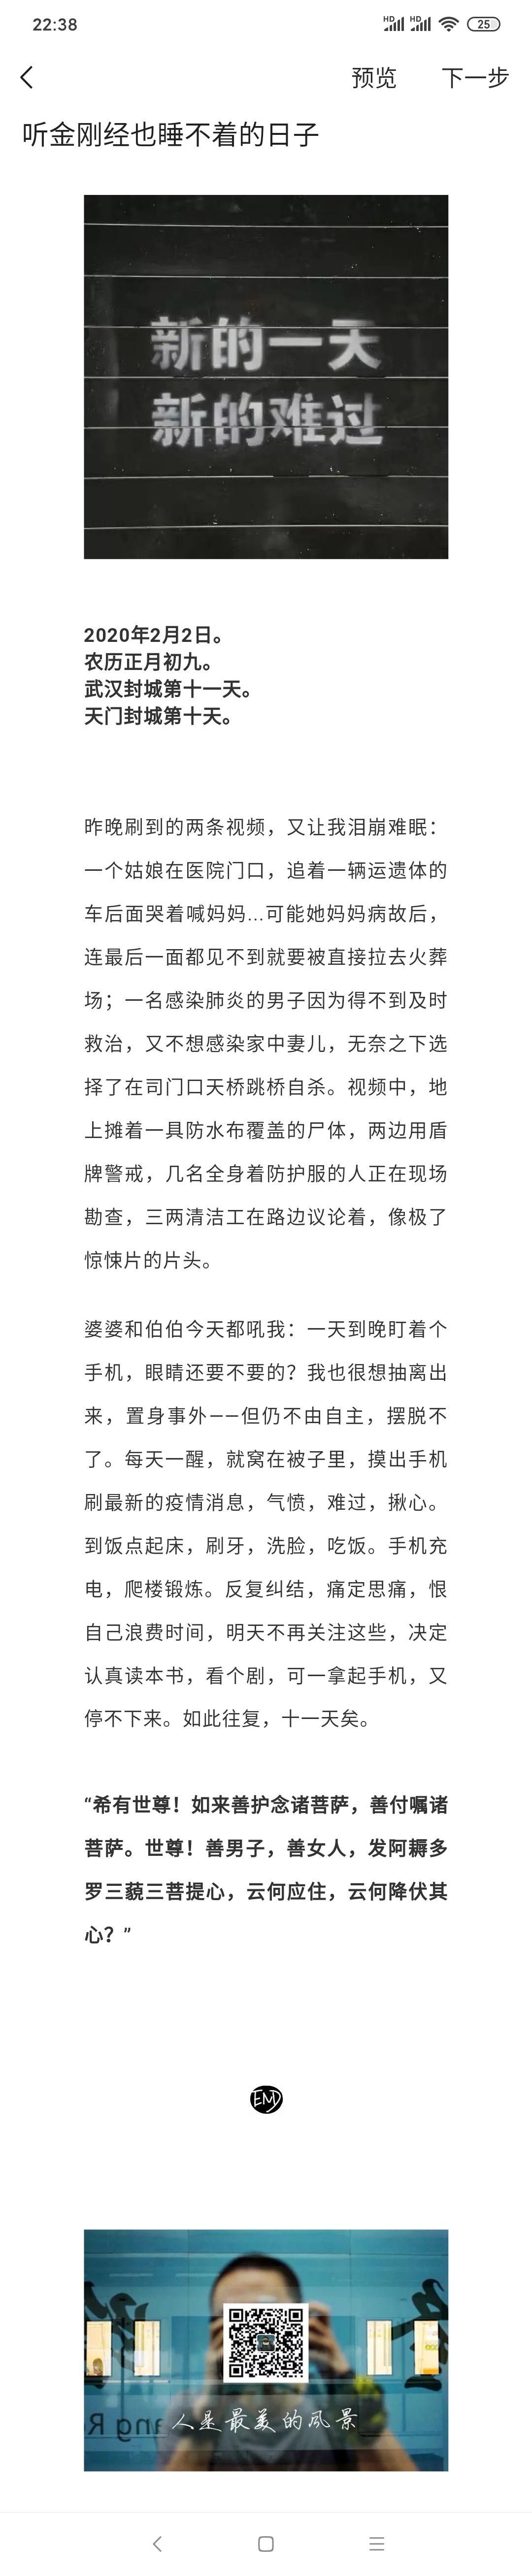 22:38
HD HD 25
预览 下一步
听金刚经也睡不着的日子
新的一天
新的难过
2020年2月2日。
农历正月初九。
武汉封城第十一天。
天门封城第十天。
昨晚刷到的两条视频，又让我泪崩难眠：
一个姑娘在医院门口，追着一辆运遗体的
车后面哭着喊妈妈...可能她妈妈病故后，
连最后一面都见不到就要被直接拉去火葬
场；一名感染肺炎的男子因为得不到及时
救治，又不想感染家中妻儿，无奈之下选
择了在司门口天桥跳桥自杀。视频中，地
上摊着一具防水布覆盖的尸体，两边用盾
牌警戒，几名全身着防护服的人正在现场
勘查，三两清洁工在路边议论着，像极了
惊悚片的片头。
婆婆和伯伯今天都吼我：一天到晚盯着个
手机，眼睛还要不要的？我也很想抽离出
来，置身事外——但仍不由自主，摆脱不
了。每天一醒，就窝在被子里，摸出手机
刷最新的疫情消息，气愤，难过，揪心。
到饭点起床，刷牙，洗脸，吃饭。手机充
电，爬楼锻炼。反复纠结，痛定思痛，恨
自己浪费时间，明天不再关注这些，决定
认真读本书，看个剧，可一拿起手机，又
停不下来。如此往复，十一天矣。
“希有世尊！如来善护念诸菩萨，善付嘱诸
菩萨。世尊！善男子，善女人，发阿耨多
罗三藐三菩提心，云何应住，云何降伏其
心？”
END
人是最美的风景
ang R